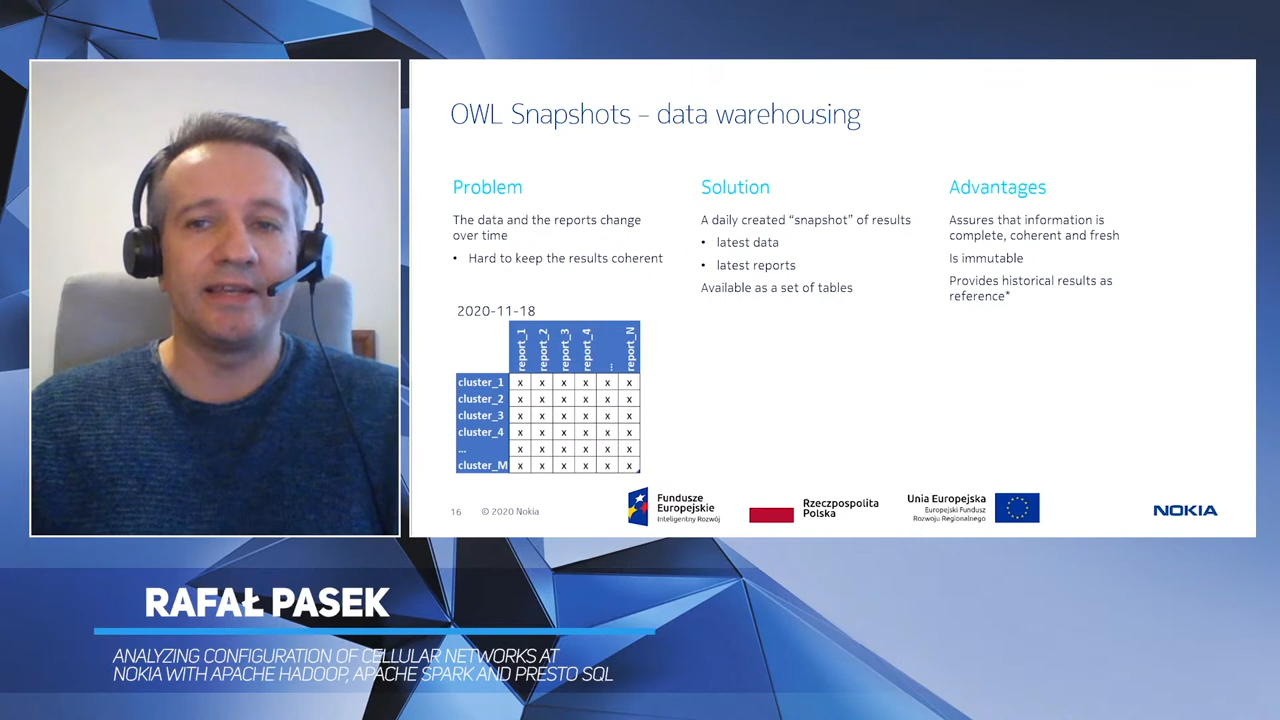 OWL Snapshots – data warehousing
Problem
The data and the reports change
over time
• Hard to keep the results coherent
Solution
A daily created “snapshot” of results
• latest data
• latest reports
Available as a set of tables
Advantages
Assures that information is
complete, coherent and fresh
Is immutable
Provides historical results as
reference*
2020-11-18
report_1 report_2 report_3 report_4 ... report_N
cluster_1 x x x x x x
cluster_2 x x x x x x
cluster_3 x x x x x x
cluster_4 x x x x x x
... x x x x x x
cluster_M x x x x x x
16 © 2020 Nokia
Fundusze
Europejskie
Inteligentny Rozwój
Rzeczpospolita
Polska
Unia Europejska
Europejski Fundusz
Rozwoju Regionalnego
NOKIA
RAFAŁ PASEK
ANALYZING CONFIGURATION OF CELLULAR NETWORKS AT
NOKIA WITH APACHE HADOOP, APACHE SPARK AND PRESTO SQL